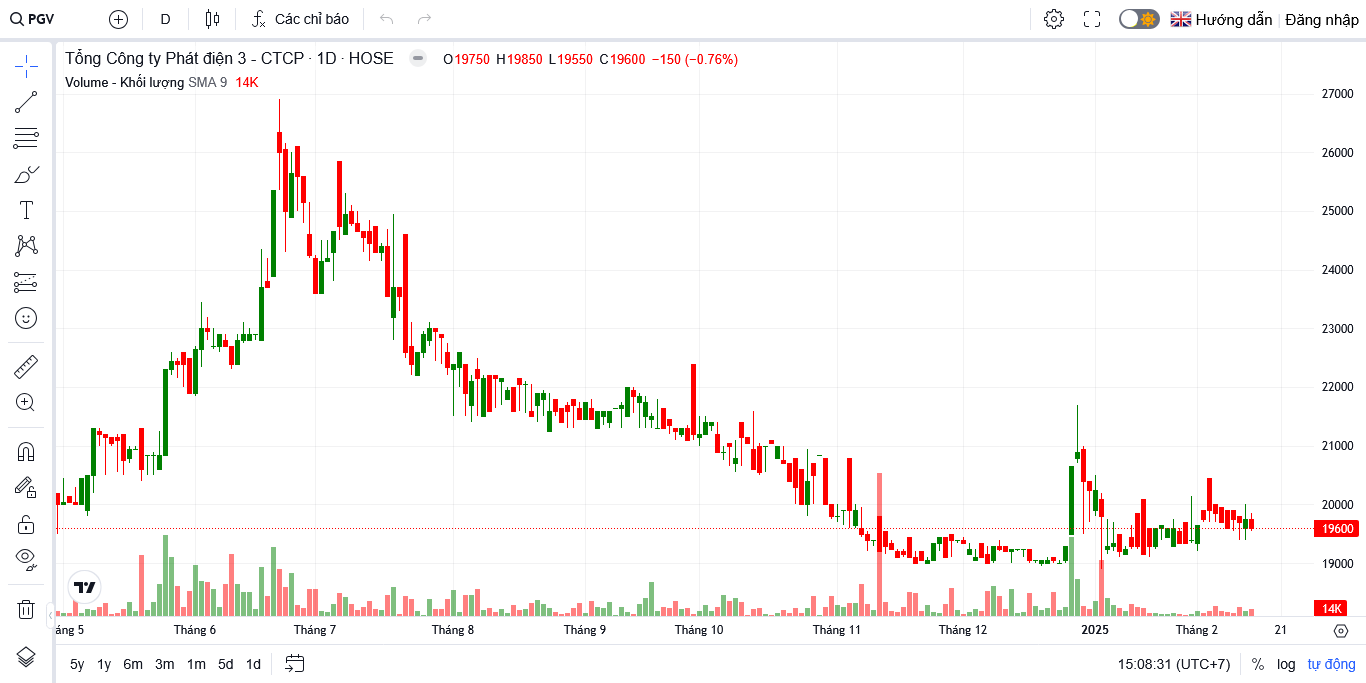 PGV D Các chỉ báo Hướng dẫn Đăng nhập
Tổng Công ty Phát điện 3 - CTCP · 1D · HOSE O19750 H19850 L19550 C19600 −150 (−0.76%)
Volume - Khối lượng SMA 9 14K
27000
26000
25000
24000
23000
22000
21000
20000
19600
19000
14K
áng 5 Tháng 6 Tháng 7 Tháng 8 Tháng 9 Tháng 10 Tháng 11 Tháng 12 2025 Tháng 2 21
5y 1y 6m 3m 1m 5d 1d 15:08:31 (UTC+7) % log tự động